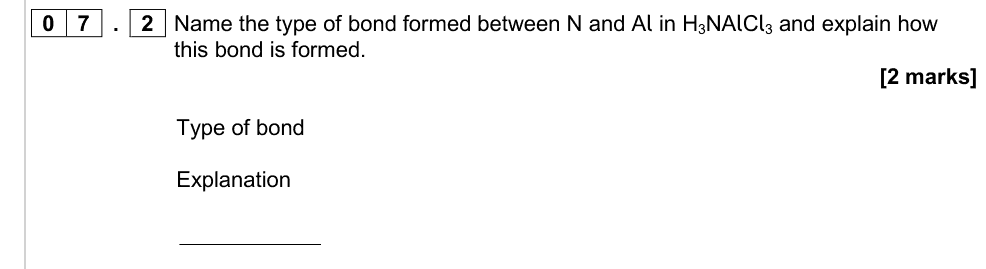 0 7 . 2 Name the type of bond formed between N and Al in H₃NAlCl₃ and explain how
this bond is formed.
[2 marks]
Type of bond
Explanation